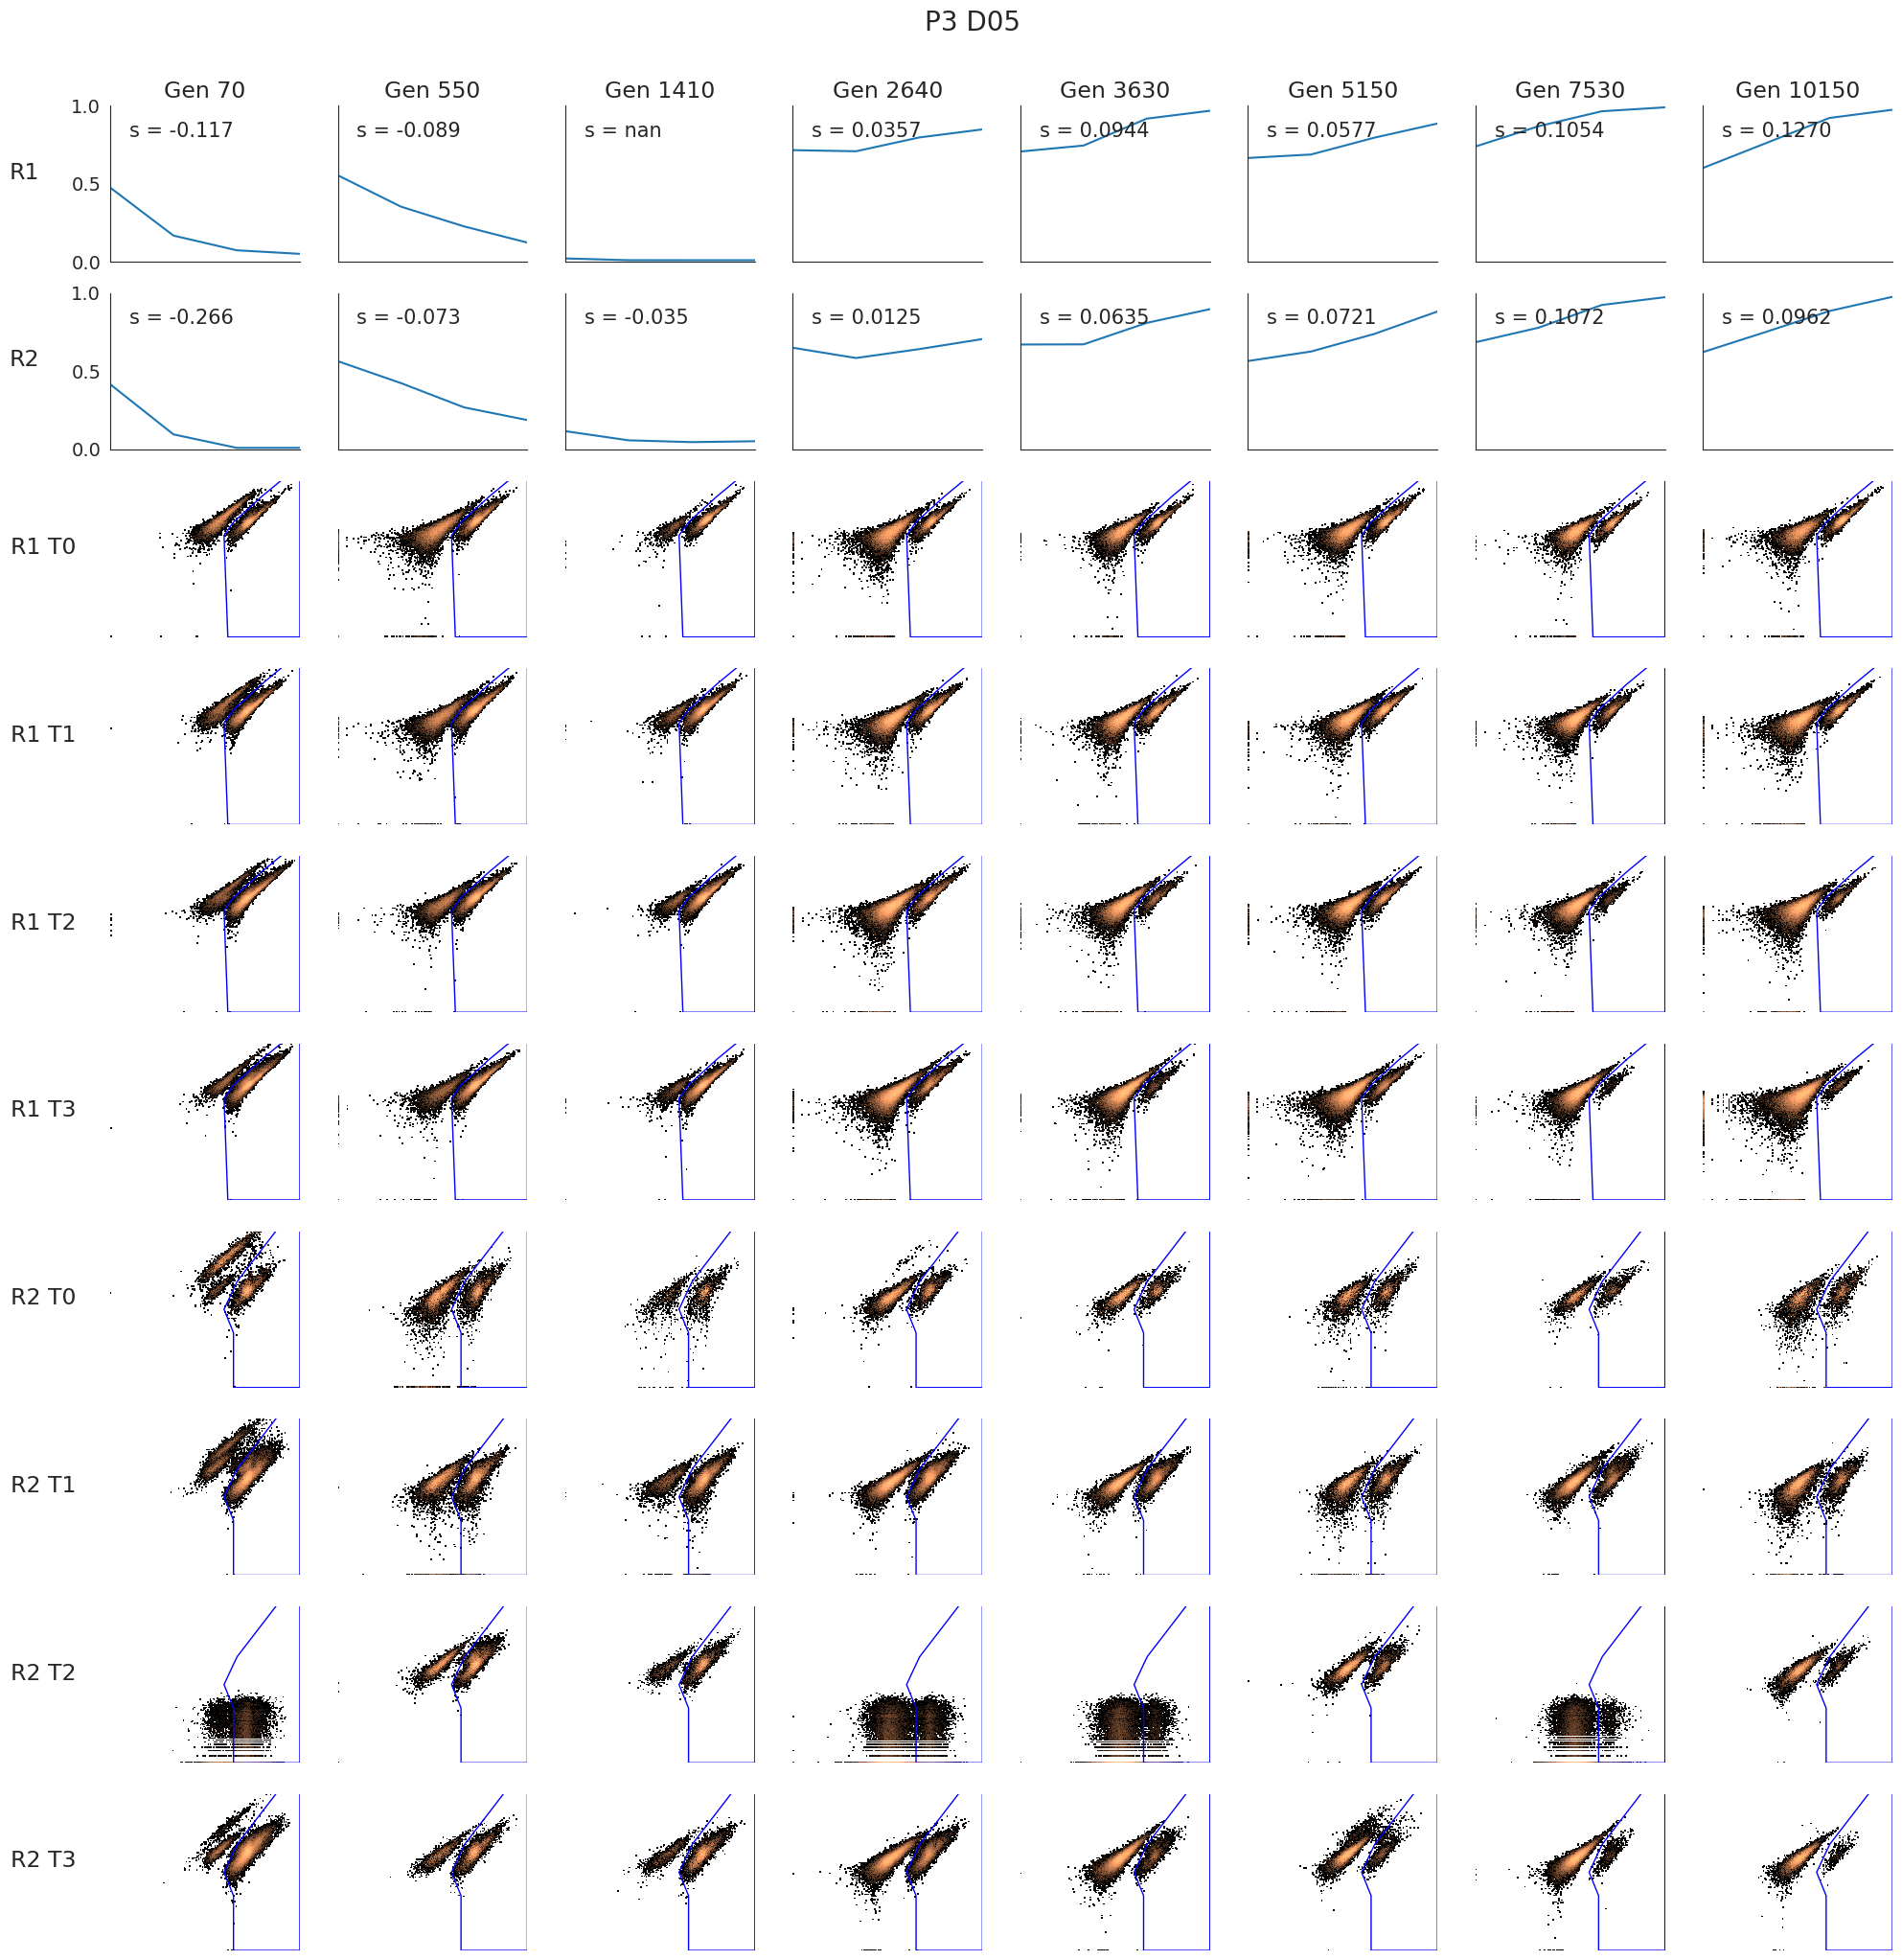 P3 D05
Gen 70 Gen 550 Gen 1410 Gen 2640 Gen 3630 Gen 5150 Gen 7530 Gen 10150
R1
1.0
0.5
0.0
s = -0.117 s = -0.089 s = nan s = 0.0357 s = 0.0944 s = 0.0577 s = 0.1054 s = 0.1270
R2
1.0
0.5
0.0
s = -0.266 s = -0.073 s = -0.035 s = 0.0125 s = 0.0635 s = 0.0721 s = 0.1072 s = 0.0962
R1 T0
R1 T1
R1 T2
R1 T3
R2 T0
R2 T1
R2 T2
R2 T3